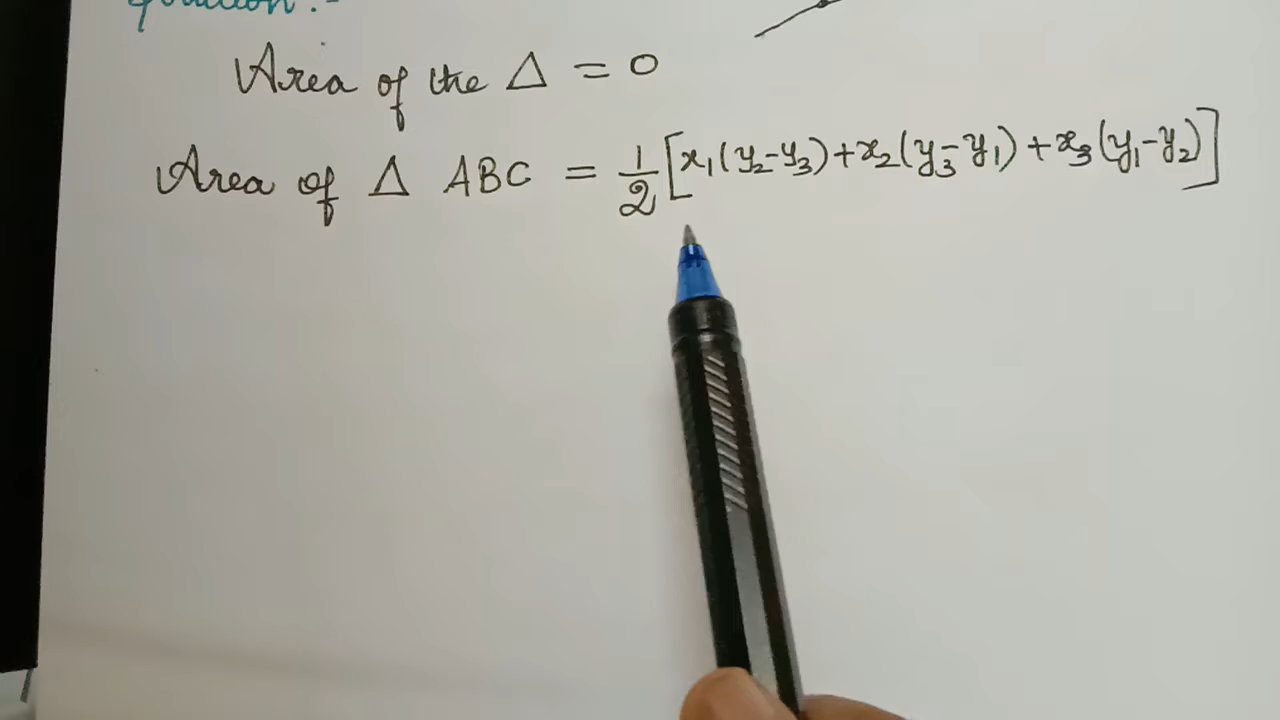 Area of the Δ = 0
Area of Δ ABC = 1/2 [x₁(y₂-y₃)+x₂(y₃-y₁)+x₃(y₁-y₂)]